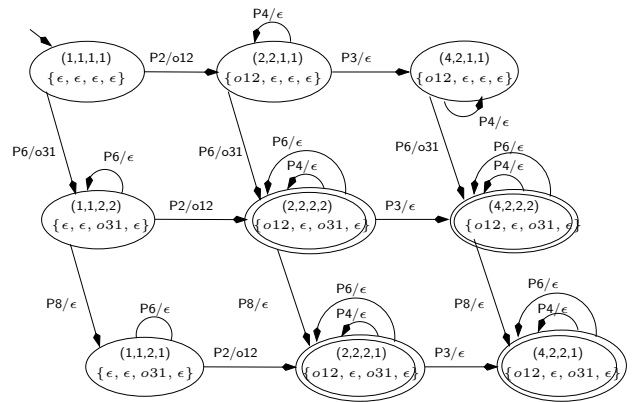 P4/ϵ
(1,1,1,1) P2/o12 (2,2,1,1) P3/ϵ (4,2,1,1)
{ϵ, ϵ, ϵ, ϵ} {o12, ϵ, ϵ, ϵ} {o12, ϵ, ϵ, ϵ}
P4/ϵ
P6/o31 P6/ϵ P6/o31 P6/ϵ P6/o31 P6/ϵ
P4/ϵ P4/ϵ
(1,1,2,2) P2/o12 (2,2,2,2) P3/ϵ (4,2,2,2)
{ϵ, ϵ, o31, ϵ} {o12, ϵ, o31, ϵ} {o12, ϵ, o31, ϵ}
P8/ϵ P6/ϵ P8/ϵ P6/ϵ P8/ϵ P6/ϵ
P4/ϵ P4/ϵ
(1,1,2,1) P2/o12 (2,2,2,1) P3/ϵ (4,2,2,1)
{ϵ, ϵ, o31, ϵ} {o12, ϵ, o31, ϵ} {o12, ϵ, o31, ϵ}